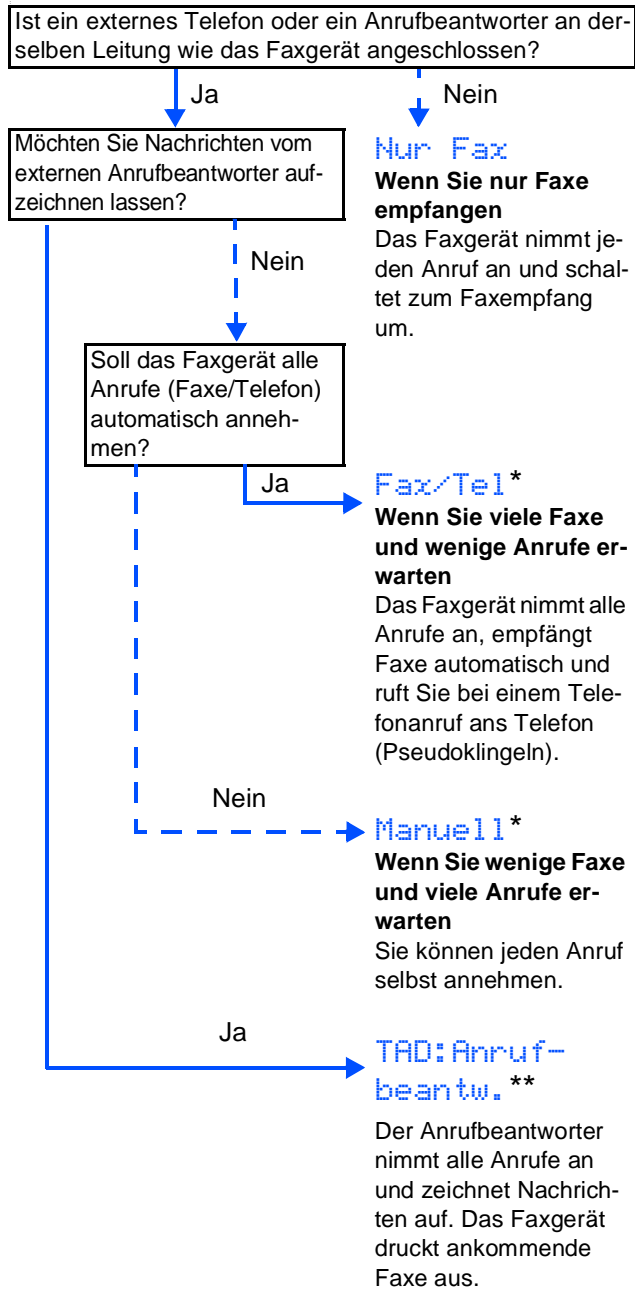 Ist ein externes Telefon oder ein Anrufbeantworter an der-
selben Leitung wie das Faxgerät angeschlossen?
Ja
Nein
Möchten Sie Nachrichten vom
externen Anrufbeantworter auf-
zeichnen lassen?
Nur Fax
Wenn Sie nur Faxe
empfangen
Das Faxgerät nimmt je-
den Anruf an und schal-
tet zum Faxempfang
um.
Nein
Soll das Faxgerät alle
Anrufe (Faxe/Telefon)
automatisch anneh-
men?
Ja
Fax/Tel*
Wenn Sie viele Faxe
und wenige Anrufe er-
warten
Das Faxgerät nimmt alle
Anrufe an, empfängt
Faxe automatisch und
ruft Sie bei einem Tele-
fonanruf ans Telefon
(Pseudoklingeln).
Nein
Manuell*
Wenn Sie wenige Faxe
und viele Anrufe er-
warten
Sie können jeden Anruf
selbst annehmen.
Ja
TAD:Anruf-
beantw.**
Der Anrufbeantworter
nimmt alle Anrufe an
und zeichnet Nachrich-
ten auf. Das Faxgerät
druckt ankommende
Faxe aus.